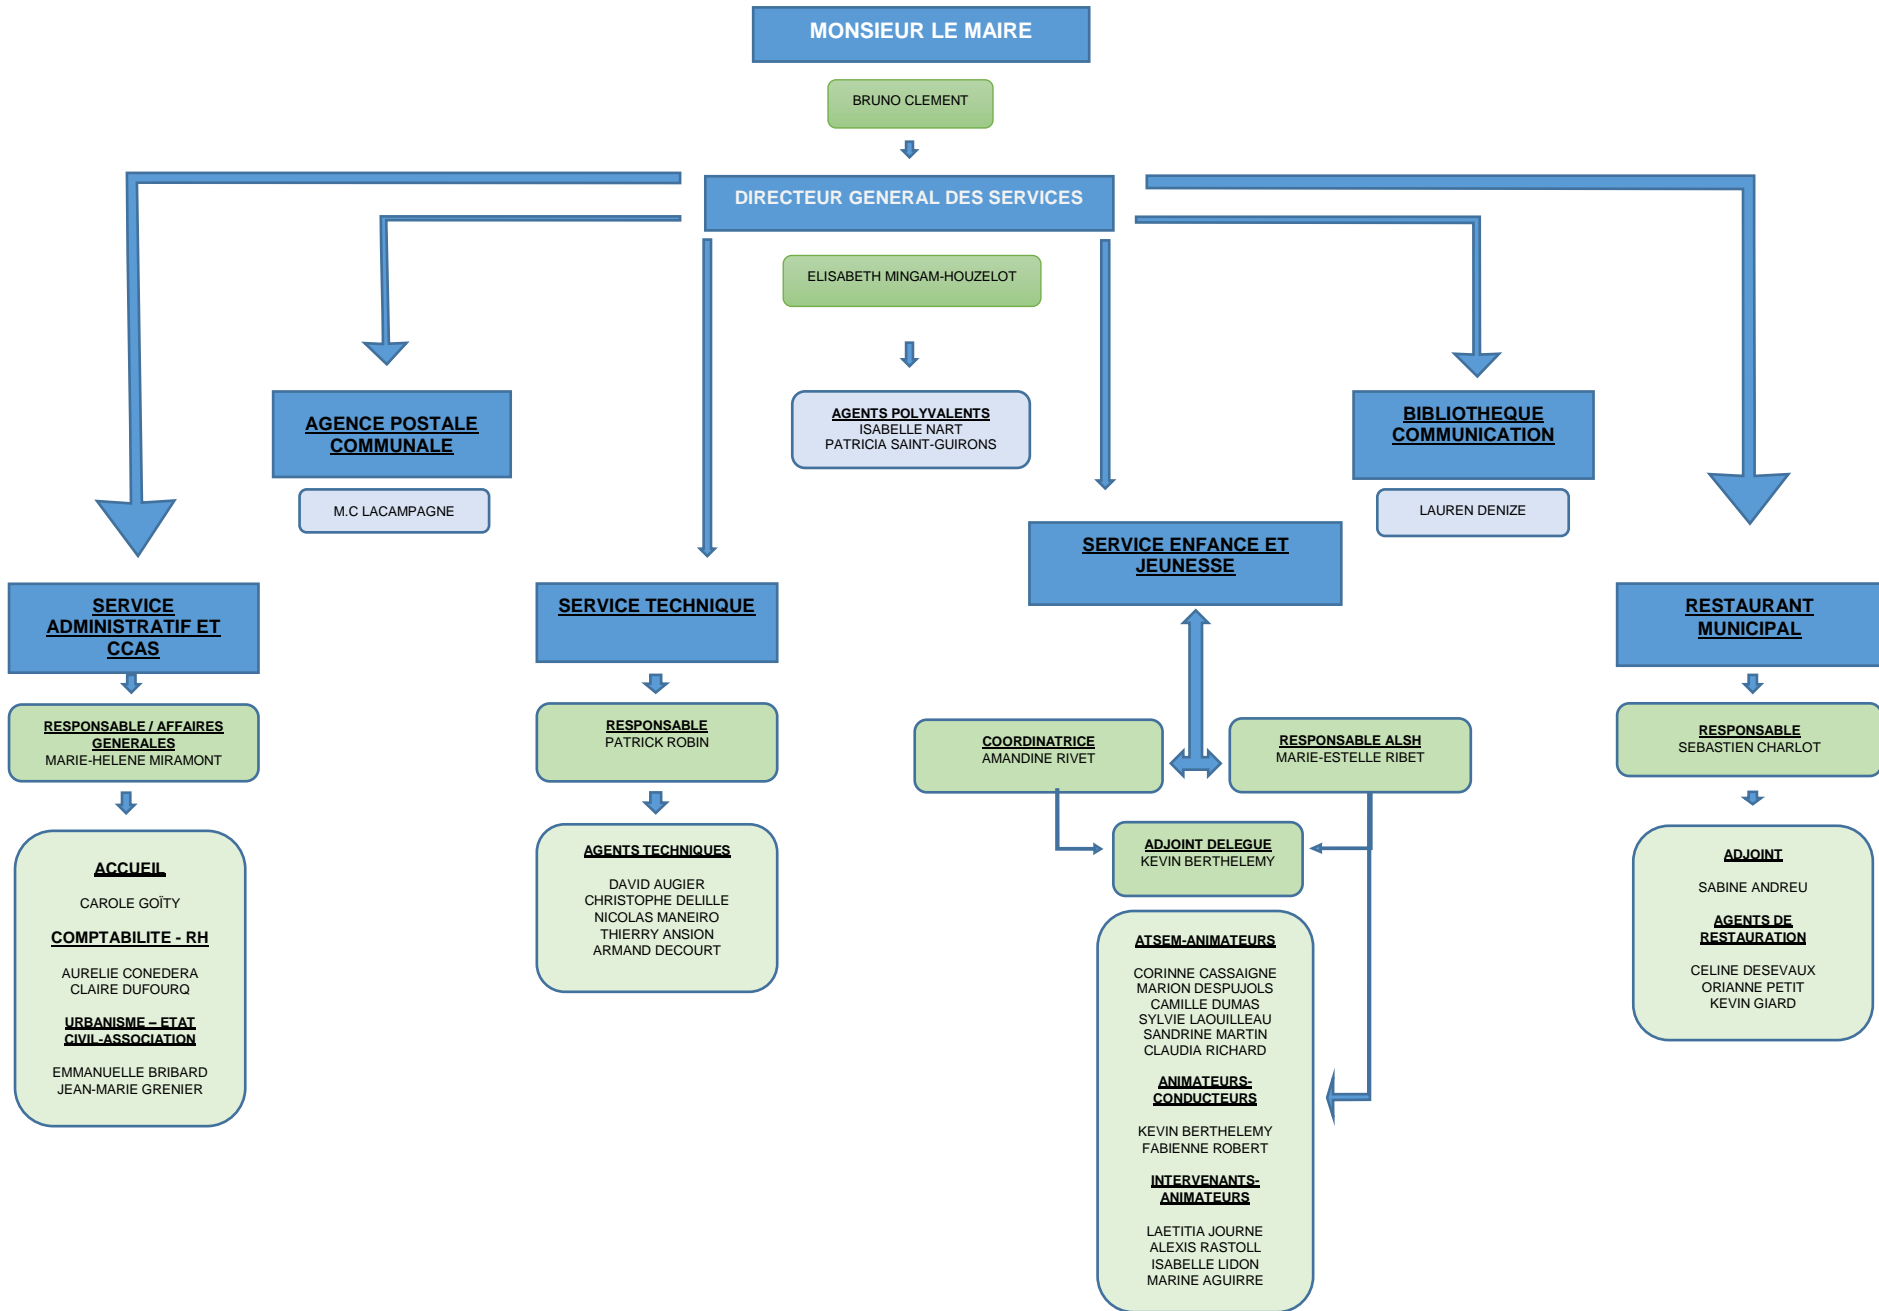 MONSIEUR LE MAIRE
BRUNO CLEMENT
DIRECTEUR GENERAL DES SERVICES
ELISABETH MINGAM-HOUZELOT
AGENCE POSTALE
COMMUNALE
M.C LACAMPAGNE
AGENTS POLYVALENTS
ISABELLE NART
PATRICIA SAINT-GUIRONS
BIBLIOTHEQUE
COMMUNICATION
LAUREN DENIZE
SERVICE
ADMINISTRATIF ET
CCAS
RESPONSABLE / AFFAIRES
GENERALES
MARIE-HELENE MIRAMONT
ACCUEIL
CAROLE GOÏTY
COMPTABILITE - RH
AURELIE CONEDERA
CLAIRE DUFOURQ
URBANISME – ETAT
CIVIL-ASSOCIATION
EMMANUELLE BRIBARD
JEAN-MARIE GRENIER
SERVICE TECHNIQUE
RESPONSABLE
PATRICK ROBIN
AGENTS TECHNIQUES
DAVID AUGIER
CHRISTOPHE DELILLE
NICOLAS MANEIRO
THIERRY ANSION
ARMAND DECOURT
SERVICE ENFANCE ET
JEUNESSE
COORDINATRICE
AMANDINE RIVET
RESPONSABLE ALSH
MARIE-ESTELLE RIBET
ADJOINT DELEGUE
KEVIN BERTHELEMY
ATSEM-ANIMATEURS
CORINNE CASSAIGNE
MARION DESPUJOLS
CAMILLE DUMAS
SYLVIE LAOUILLEAU
SANDRINE MARTIN
CLAUDIA RICHARD
ANIMATEURS-
CONDUCTEURS
KEVIN BERTHELEMY
FABIENNE ROBERT
INTERVENANTS-
ANIMATEURS
LAETITIA JOURNE
ALEXIS RASTOLL
ISABELLE LIDON
MARINE AGUIRRE
RESTAURANT
MUNICIPAL
RESPONSABLE
SEBASTIEN CHARLOT
ADJOINT
SABINE ANDREU
AGENTS DE
RESTAURATION
CELINE DESEVAUX
ORIANNE PETIT
KEVIN GIARD